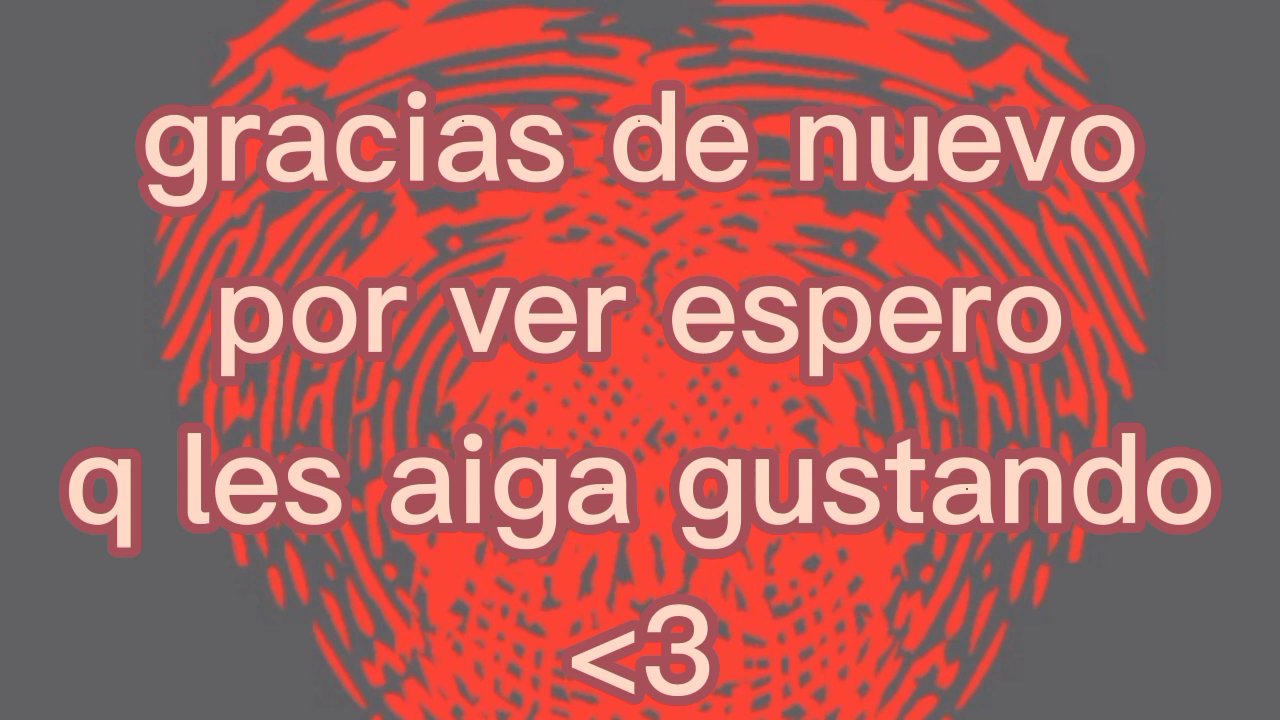 gracias de nuevo
por ver espero
q les aiga gustando
<3